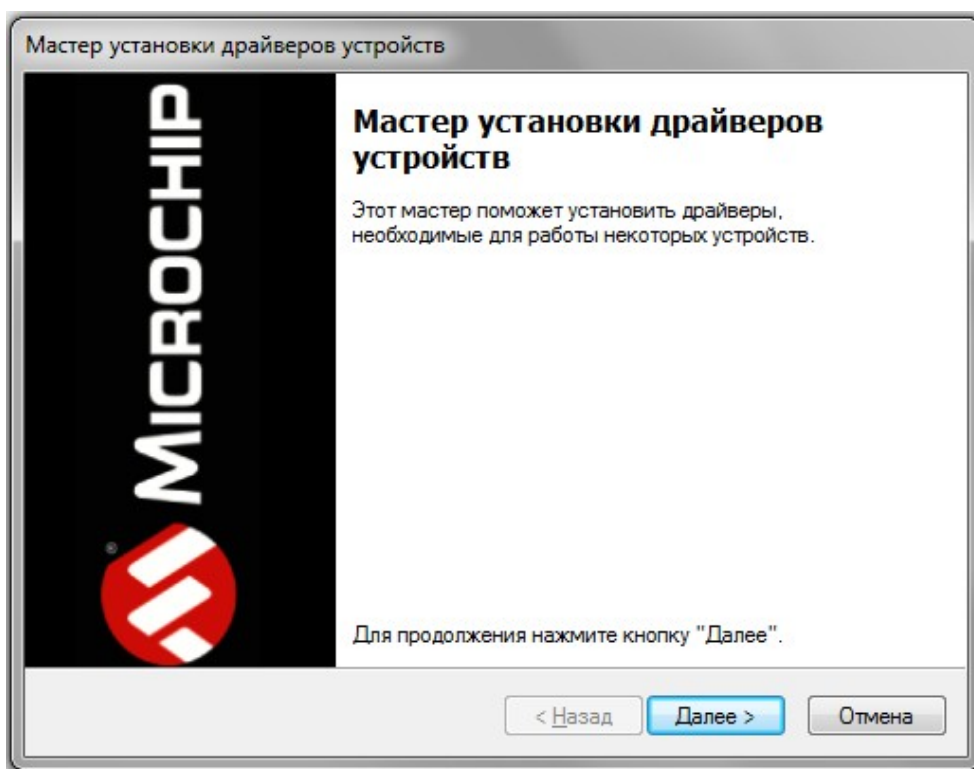 Мастер установки драйверов устройств
MICROCHIP
®
Мастер установки драйверов
устройств
Этот мастер поможет установить драйверы,
необходимые для работы некоторых устройств.
Для продолжения нажмите кнопку "Далее".
< Назад
Далее >
Отмена